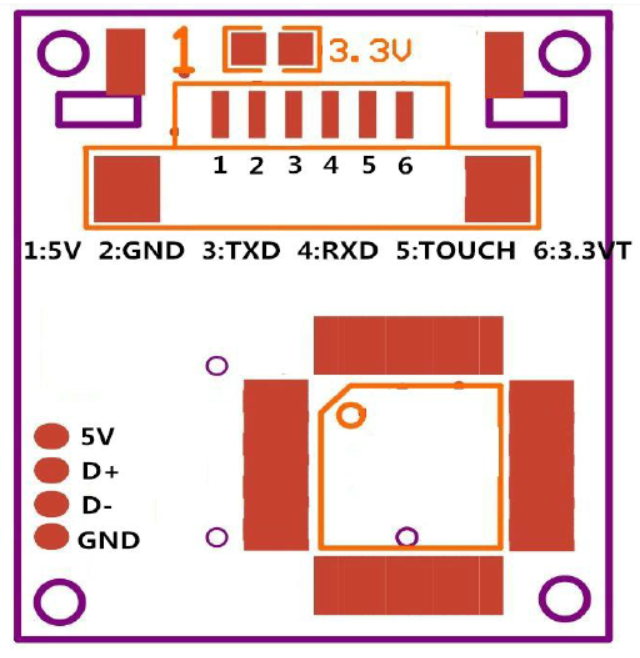 1 3.3V
1 2 3 4 5 6
1:5V 2:GND 3:TXD 4:RXD 5:TOUCH 6:3.3VT
5V
D+
D-
GND